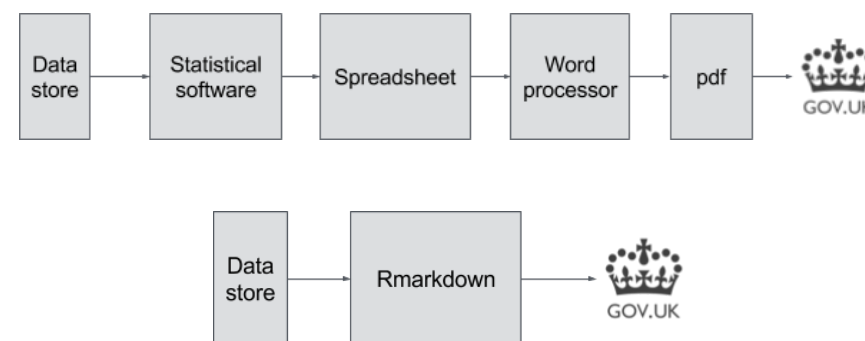 Data
store
Statistical
software
Spreadsheet
Word
processor
pdf
GOV.UK
Data
store
Rmarkdown
GOV.UK